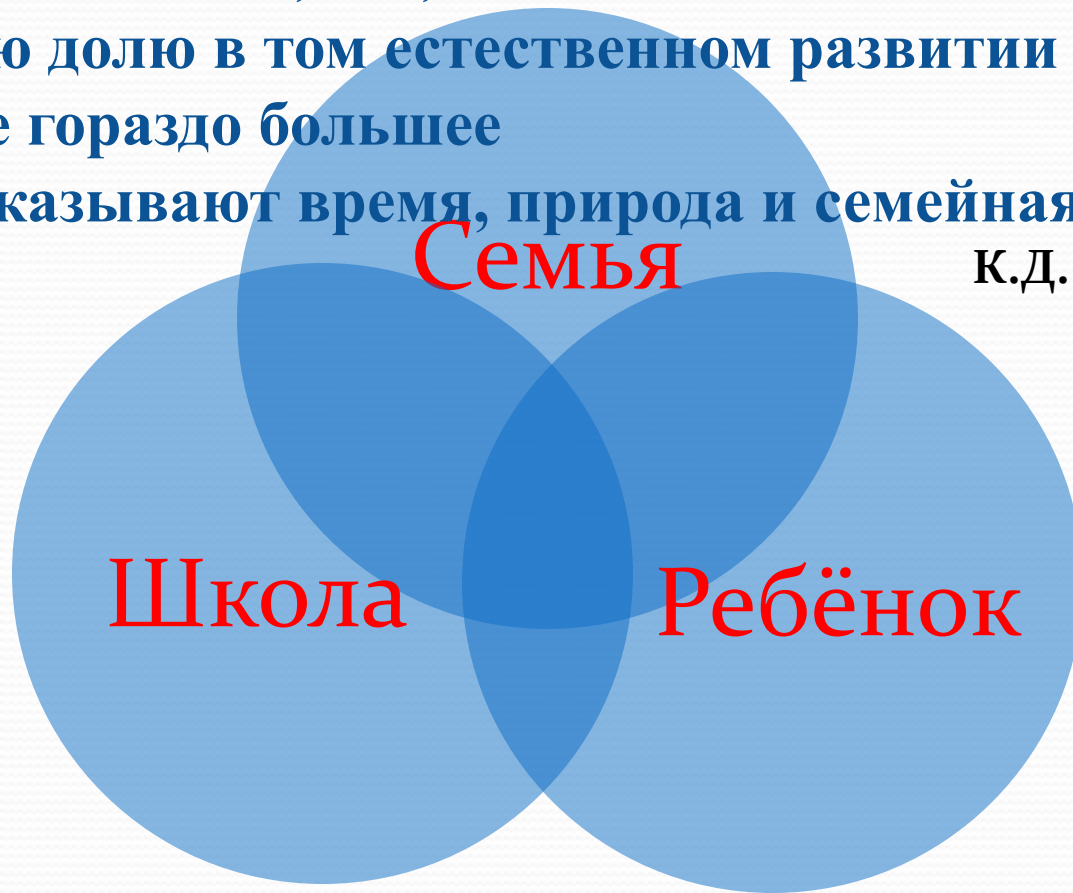 ю долю в том естественном развитии
е гораздо большее
казывают время, природа и семейная
Семья
К.Д.
Школа
Ребёнок